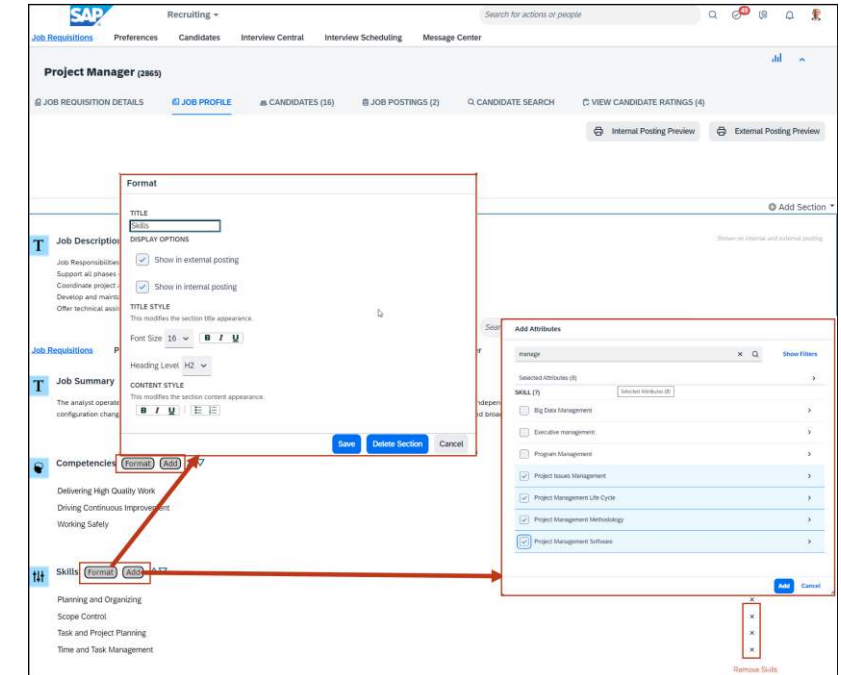 SAP
Recruiting
Search for actions or people
Job Requisitions Preferences Candidates Interview Central Interview Scheduling Message Center
Project Manager (2865)
JOB REQUISITION DETAILS JOB PROFILE CANDIDATES (16) JOB POSTINGS (2) CANDIDATE SEARCH VIEW CANDIDATE RATINGS (4)
Internal Posting Preview External Posting Preview
Add Section
Format
TITLE
Skills
DISPLAY OPTIONS
Show in external posting
Show in internal posting
TITLE STYLE
This modifies the section title appearance.
Font Size 16 B I U
Heading Level H2
CONTENT STYLE
This modifies the section content appearance.
B I U
Save Delete Section Cancel
T Job Description
Shown on internal and external posting
Job Responsibilities
Support all phases
Coordinate project
Develop and
Offer technical
Job Requisitions P
T Job Summary
The analyst
configuration
Competencies Format Add
Delivering High Quality Work
Driving Continuous Improvement
Working Safely
Skills Format Add
Planning and Organizing
Scope Control
Task and Project Planning
Time and Task Management
Add Attributes
manage Show Filters
Selected Attributes (8)
SKILL (7)
Big Data Management
Executive management
Program Management
Project Issues Management
Project Management Life Cycle
Project Management Methodology
Project Management Software
Add Cancel
Remove Skills